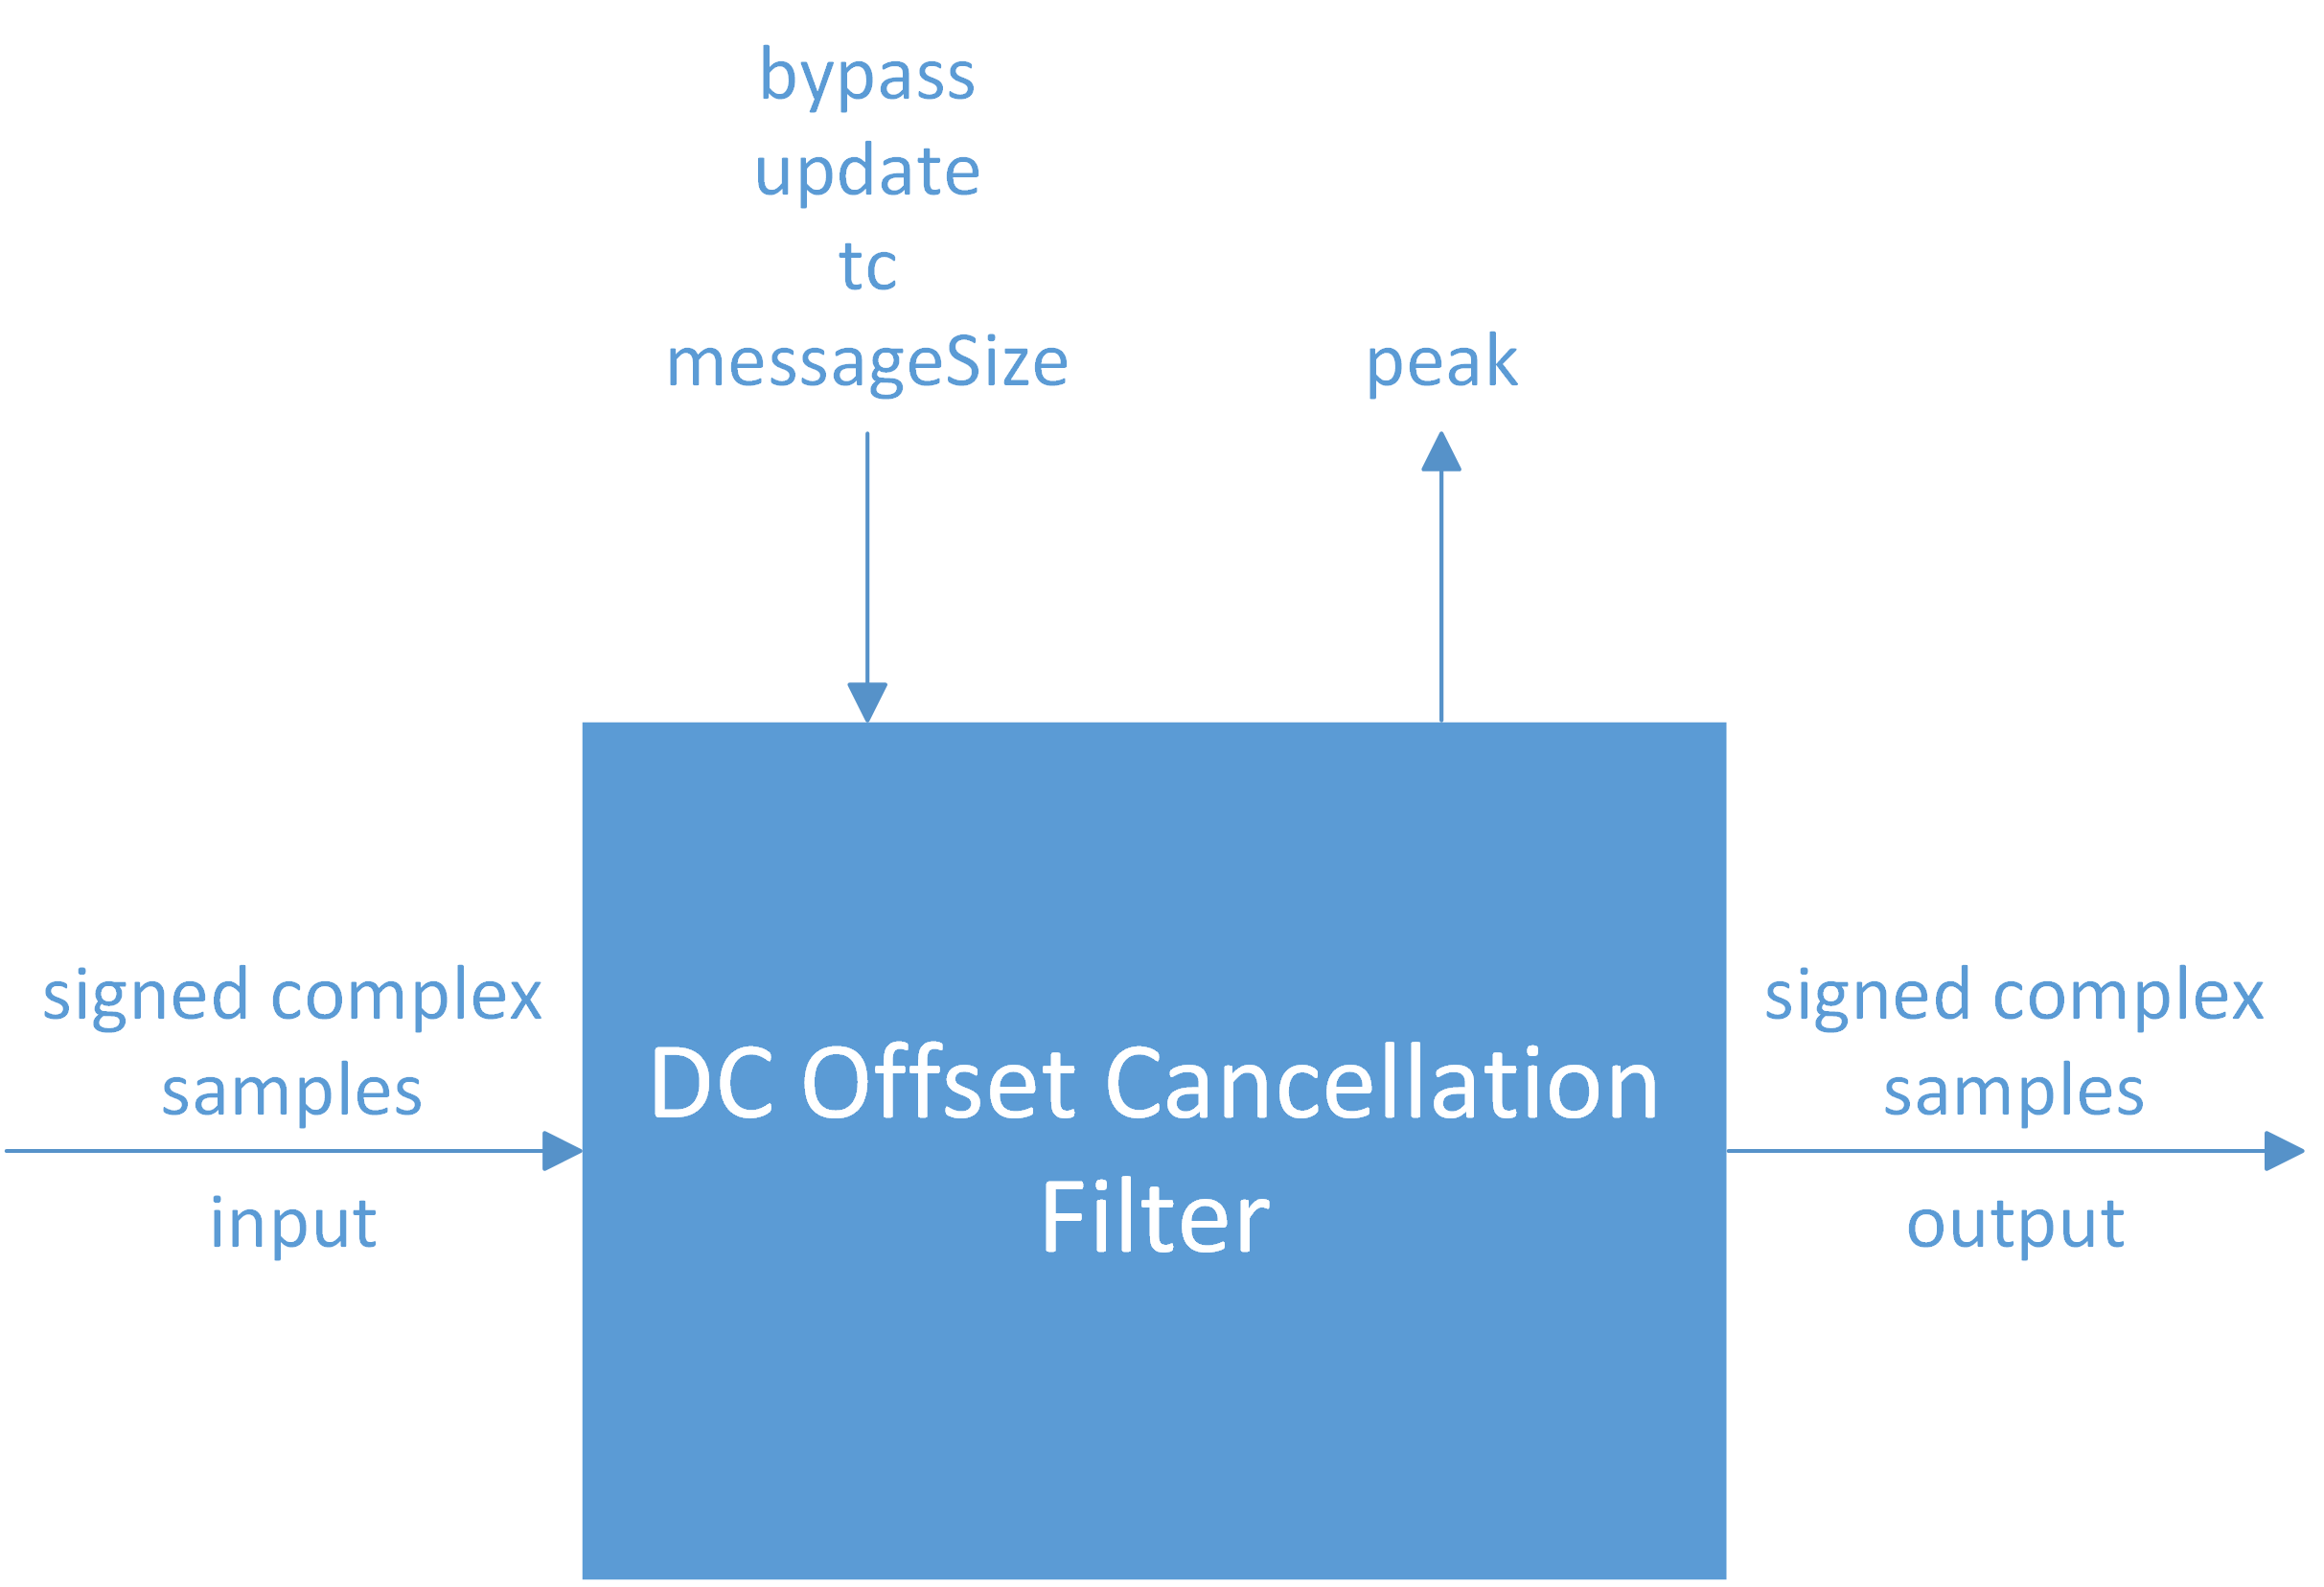 bypass
update
tc
messageSize
peak
signed complex
samples
input
DC Offset Cancellation
Filter
signed complex
samples
output